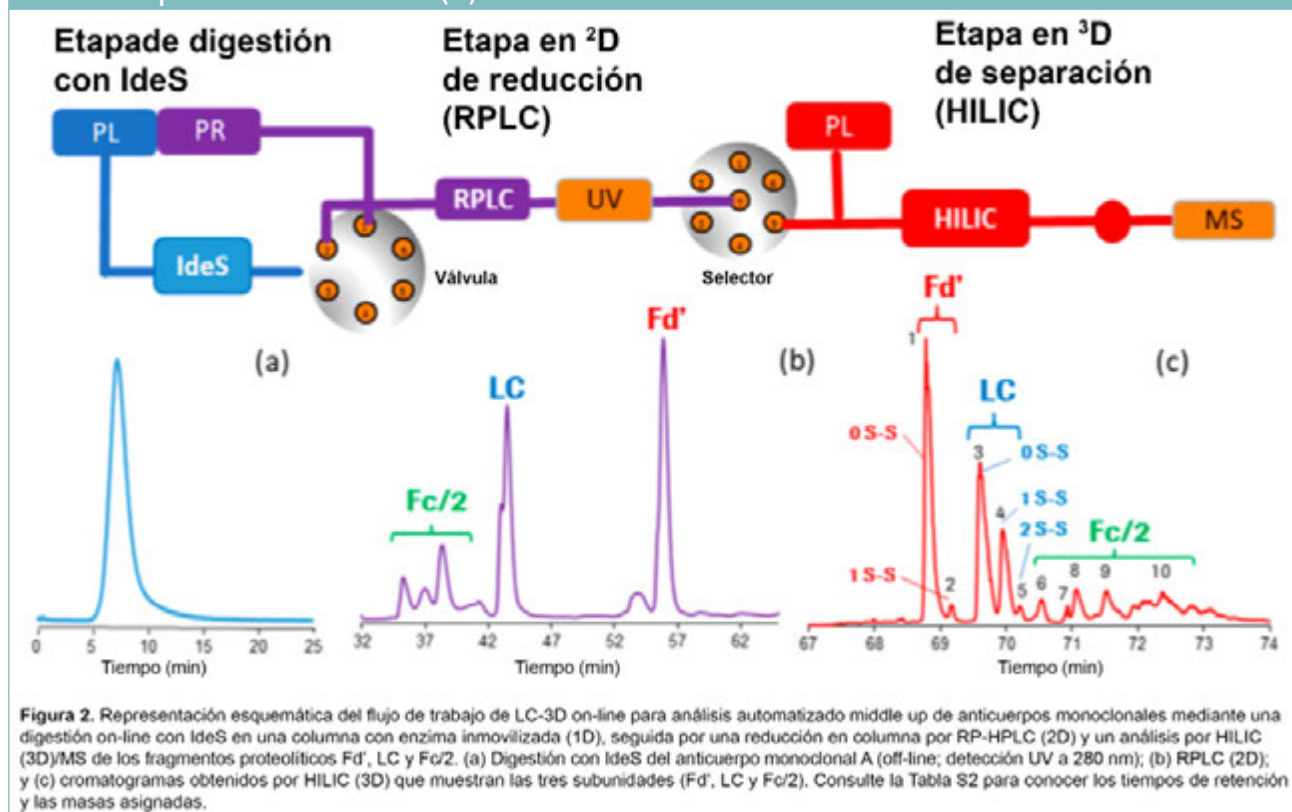 Etapade digestión
con IdeS
Etapa en ²D
de reducción
(RPLC)
Etapa en ³D
de separación
(HILIC)
PL
PR
IdeS
Válvula
RPLC
UV
Selector
PL
HILIC
MS
(a)
0
5
10
15
20
25
Tiempo (min)
(b)
Fc/2
LC
Fd'
32
37
42
47
52
57
62
Tiempo (min)
(c)
Fd'
1
0 S-S
1 S-S
2
LC
3
0 S-S
4
1 S-S
2 S-S
5
Fc/2
6
7
8
9
10
67
68
69
70
71
72
73
74
Tiempo (min)
Figura 2. Representación esquemática del flujo de trabajo de LC-3D on-line para análisis automatizado middle up de anticuerpos monoclonales mediante una
digestión on-line con IdeS en una columna con enzima inmovilizada (1D), seguida por una reducción en columna por RP-HPLC (2D) y un análisis por HILIC
(3D)/MS de los fragmentos proteolíticos Fd', LC y Fc/2. (a) Digestión con IdeS del anticuerpo monoclonal A (off-line; detección UV a 280 nm); (b) RPLC (2D);
y (c) cromatogramas obtenidos por HILIC (3D) que muestran las tres subunidades (Fd', LC y Fc/2). Consulte la Tabla S2 para conocer los tiempos de retención
y las masas asignadas.